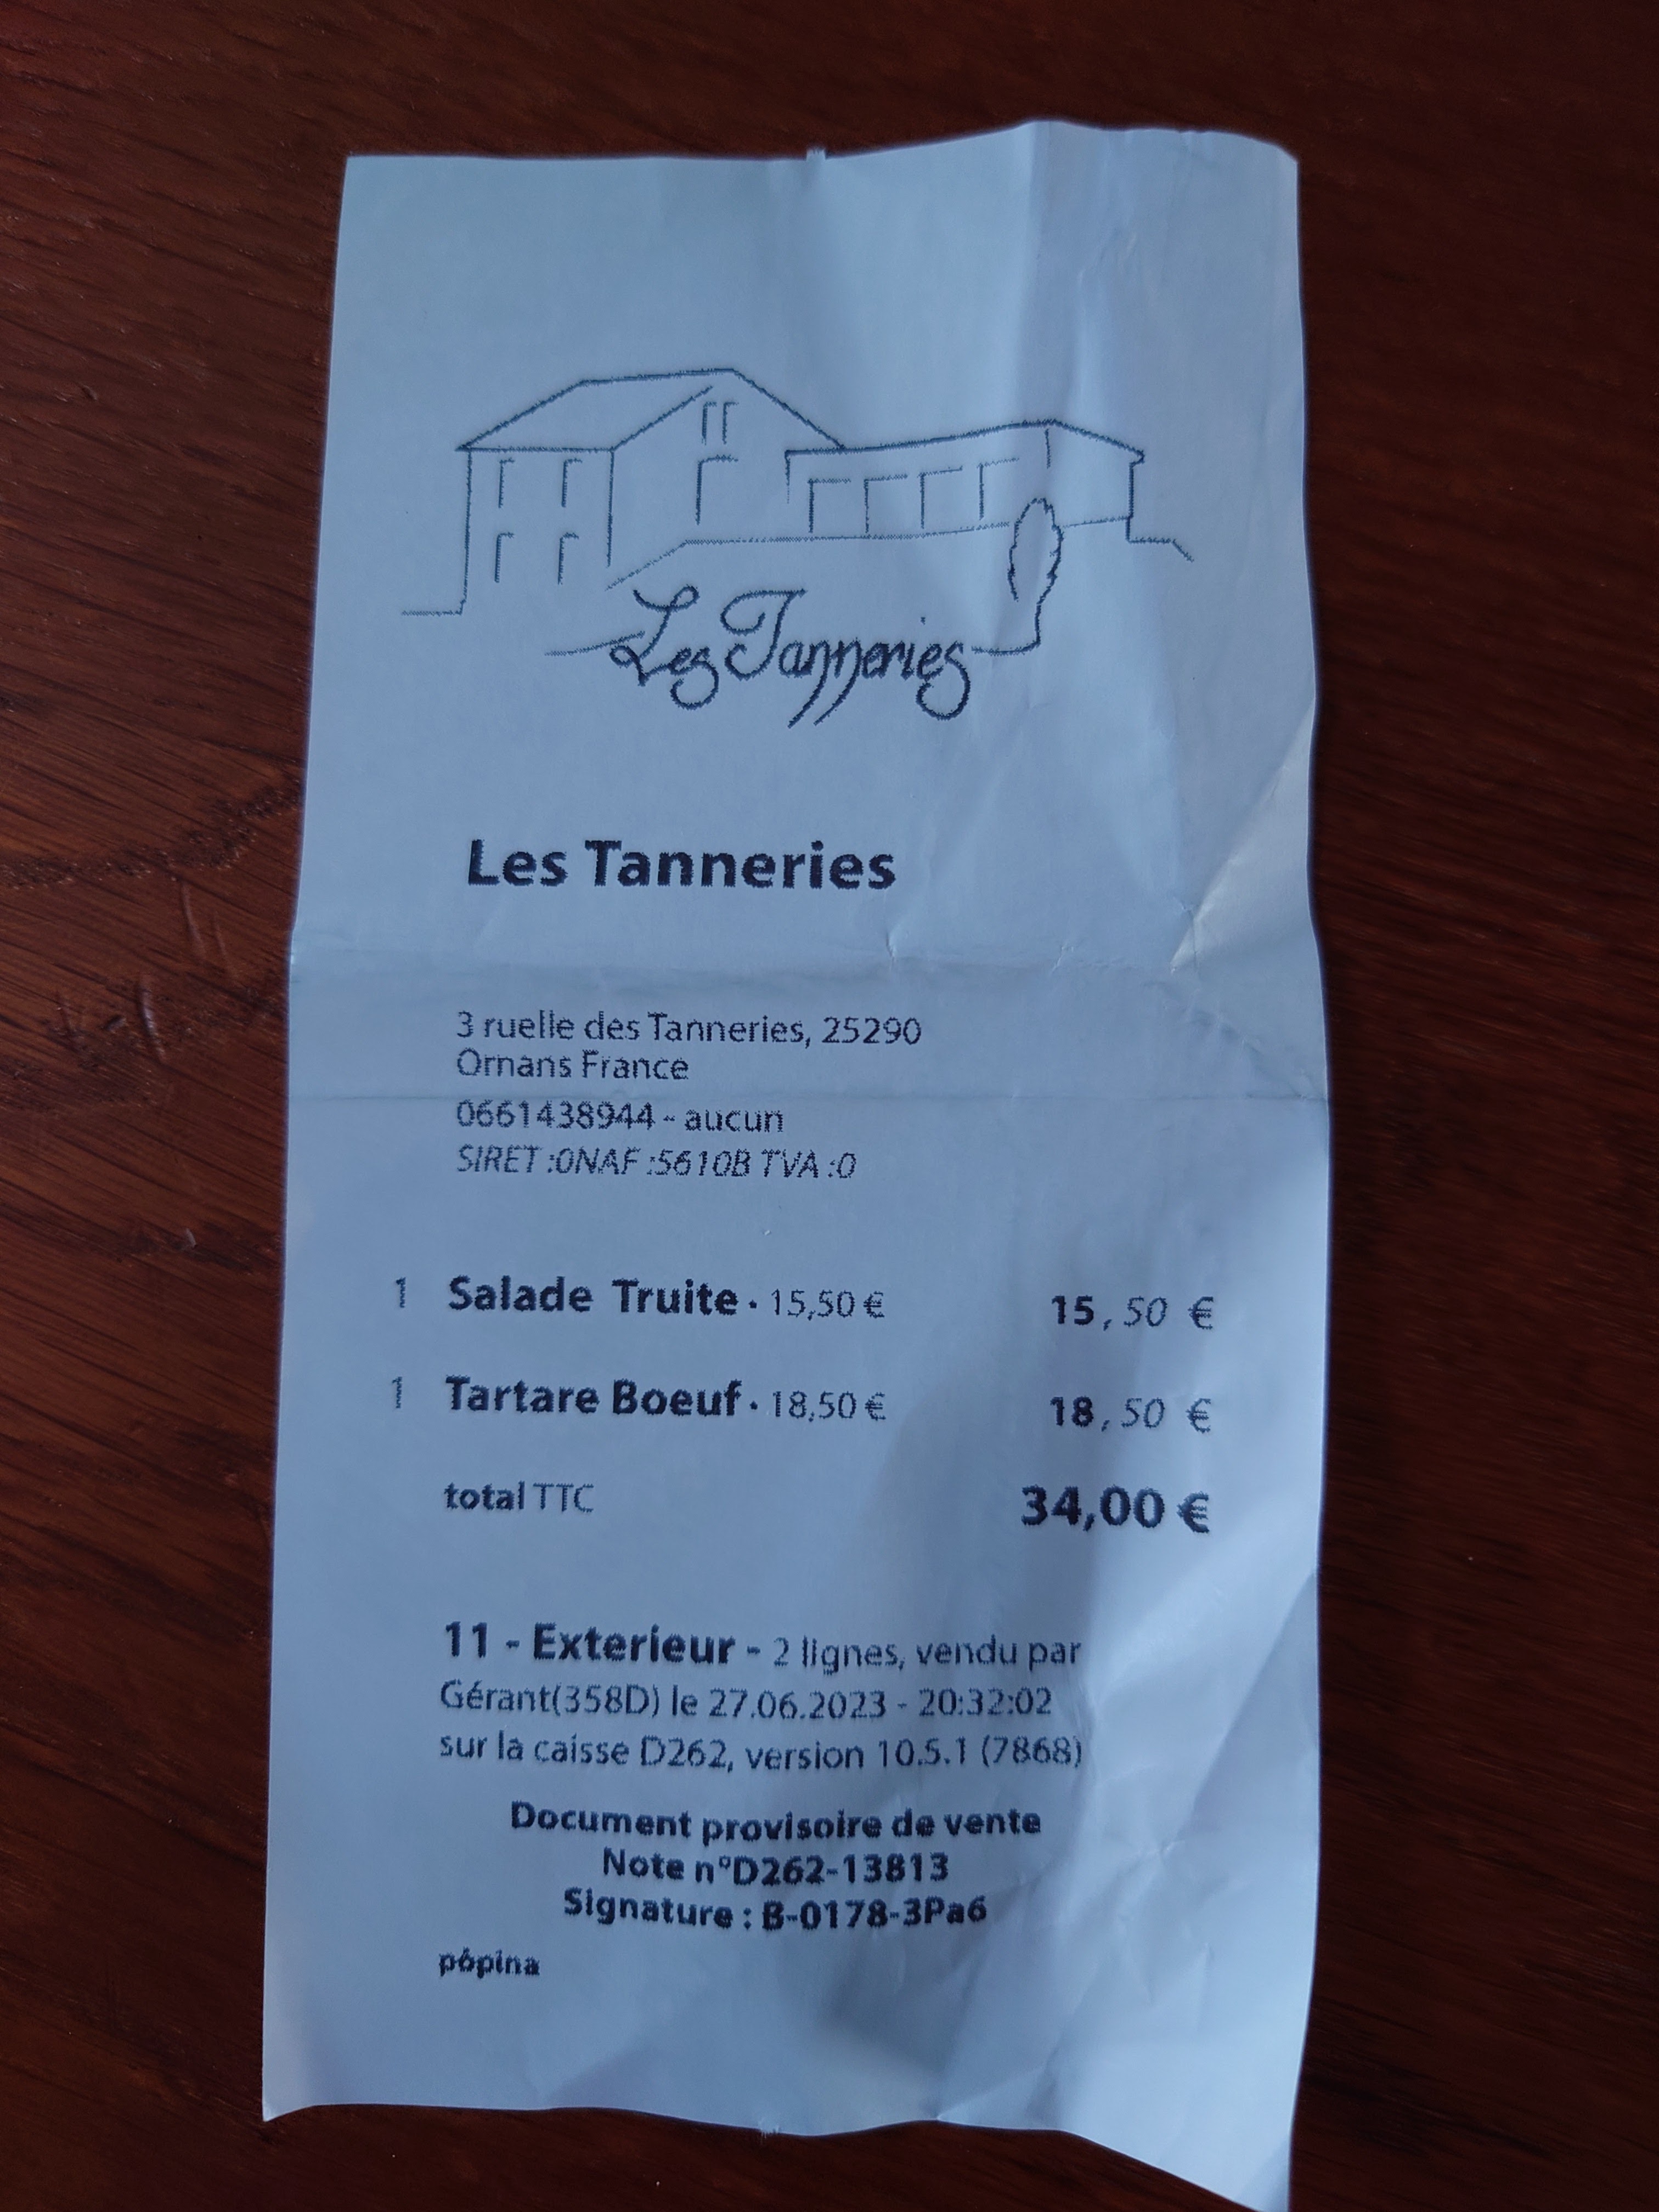 Les Tanneries
Les Tanneries
3 ruelle des Tanneries, 25290
Ornans France
0661438944 - aucun
SIRET :0NAF :5610B TVA :0
1 Salade Truite · 15,50 € 15,50 €
1 Tartare Boeuf · 18,50 € 18,50 €
total TTC 34,00 €
11 - Exterieur - 2 lignes, vendu par
Gérant(358D) le 27.06.2023 - 20:32:02
sur la caisse D262, version 10.5.1 (7868)
Document provisoire de vente
Note n°D262-13813
Signature : B-0178-3Pa6
pôpina